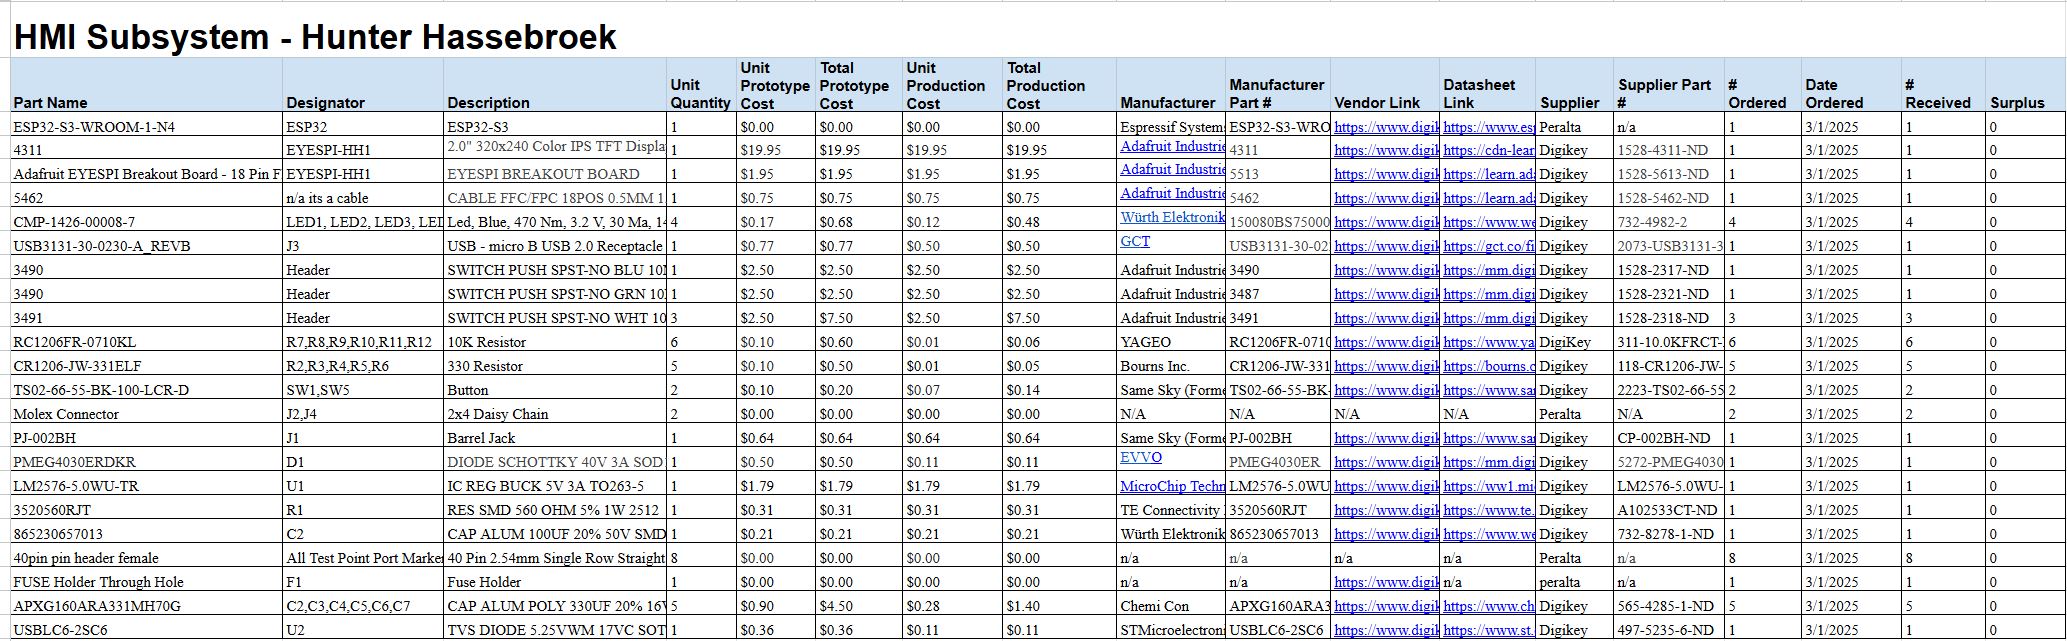 HMI Subsystem - Hunter Hassebroek
Part Name Designator Description Unit Quantity Unit Prototype Cost Total Prototype Cost Unit Production Cost Total Production Cost Manufacturer Manufacturer Part # Vendor Link Datasheet Link Supplier Supplier Part # # Ordered Date Ordered # Received Surplus
ESP32-S3-WROOM-1-N4 ESP32 ESP32-S3 1 $0.00 $0.00 $0.00 $0.00 Espressif Systems ESP32-S3-WRO https://www.digik https://www.esp Peralta n/a 1 3/1/2025 1 0
4311 EYESPI-HH1 2.0" 320x240 Color IPS TFT Displa 1 $19.95 $19.95 $19.95 $19.95 Adafruit Industrie 4311 https://www.digik https://cdn-lear Digikey 1528-4311-ND 1 3/1/2025 1 0
Adafruit EYESPI Breakout Board - 18 Pin F EYESPI-HH1 EYESPI BREAKOUT BOARD 1 $1.95 $1.95 $1.95 $1.95 Adafruit Industrie 5513 https://www.digik https://learn.ada Digikey 1528-5613-ND 1 3/1/2025 1 0
5462 n/a its a cable CABLE FFC/FPC 18POS 0.5MM 1. 1 $0.75 $0.75 $0.75 $0.75 Adafruit Industrie 5462 https://www.digik https://learn.ada Digikey 1528-5462-ND 1 3/1/2025 1 0
CMP-1426-00008-7 LED1, LED2, LED3, LED Led, Blue, 470 Nm, 3.2 V, 30 Ma, 14 4 $0.17 $0.68 $0.12 $0.48 Würth Elektronik 150080BS75000 https://www.digik https://www.we Digikey 732-4982-2 4 3/1/2025 4 0
USB3131-30-0230-A_REVB J3 USB - micro B USB 2.0 Receptacle 1 $0.77 $0.77 $0.50 $0.50 GCT USB3131-30-02 https://www.digik https://gct.co/fi Digikey 2073-USB3131-3 1 3/1/2025 1 0
3490 Header SWITCH PUSH SPST-NO BLU 10 1 $2.50 $2.50 $2.50 $2.50 Adafruit Industrie 3490 https://www.digik https://mm.digi Digikey 1528-2317-ND 1 3/1/2025 1 0
3490 Header SWITCH PUSH SPST-NO GRN 10 1 $2.50 $2.50 $2.50 $2.50 Adafruit Industrie 3487 https://www.digik https://mm.digi Digikey 1528-2321-ND 1 3/1/2025 1 0
3491 Header SWITCH PUSH SPST-NO WHT 10 3 $2.50 $7.50 $2.50 $7.50 Adafruit Industrie 3491 https://www.digik https://mm.digi Digikey 1528-2318-ND 3 3/1/2025 3 0
RC1206FR-0710KL R7,R8,R9,R10,R11,R12 10K Resistor 6 $0.10 $0.60 $0.01 $0.06 YAGEO RC1206FR-0710 https://www.digik https://www.ya DigiKey 311-10.0KFRCT- 6 3/1/2025 6 0
CR1206-JW-331ELF R2,R3,R4,R5,R6 330 Resistor 5 $0.10 $0.50 $0.01 $0.05 Bourns Inc. CR1206-JW-331 https://www.digik https://bourns.c Digikey 118-CR1206-JW- 5 3/1/2025 5 0
TS02-66-55-BK-100-LCR-D SW1,SW5 Button 2 $0.10 $0.20 $0.07 $0.14 Same Sky (Forme TS02-66-55-BK- https://www.digik https://www.sa Digikey 2223-TS02-66-55 2 3/1/2025 2 0
Molex Connector J2,J4 2x4 Daisy Chain 2 $0.00 $0.00 $0.00 $0.00 N/A N/A N/A N/A Peralta N/A 2 3/1/2025 2 0
PJ-002BH J1 Barrel Jack 1 $0.64 $0.64 $0.64 $0.64 Same Sky (Forme PJ-002BH https://www.digik https://www.sa Digikey CP-002BH-ND 1 3/1/2025 1 0
PMEG4030ERDKR D1 DIODE SCHOTTKY 40V 3A SOD 1 $0.50 $0.50 $0.11 $0.11 EVVO PMEG4030ER https://www.digik https://mm.digi Digikey 5272-PMEG4030 1 3/1/2025 1 0
LM2576-5.0WU-TR U1 IC REG BUCK 5V 3A TO263-5 1 $1.79 $1.79 $1.79 $1.79 MicroChip Techn LM2576-5.0WU https://www.digik https://ww1.mi Digikey LM2576-5.0WU- 1 3/1/2025 1 0
3520560RJT R1 RES SMD 560 OHM 5% 1W 2512 1 $0.31 $0.31 $0.31 $0.31 TE Connectivity 3520560RJT https://www.digik https://www.te. Digikey A102533CT-ND 1 3/1/2025 1 0
865230657013 C2 CAP ALUM 100UF 20% 50V SMD 1 $0.21 $0.21 $0.21 $0.21 Würth Elektronik 865230657013 https://www.digik https://www.we Digikey 732-8278-1-ND 1 3/1/2025 1 0
40pin pin header female All Test Point Port Marker 40 Pin 2.54mm Single Row Straight 8 $0.00 $0.00 $0.00 $0.00 n/a n/a n/a n/a Peralta n/a 8 3/1/2025 8 0
FUSE Holder Through Hole F1 Fuse Holder 1 $0.00 $0.00 $0.00 $0.00 n/a n/a https://www.digik n/a peralta n/a 1 3/1/2025 1 0
APXG160ARA331MH70G C2,C3,C4,C5,C6,C7 CAP ALUM POLY 330UF 20% 16V 5 $0.90 $4.50 $0.28 $1.40 Chemi Con APXG160ARA3 https://www.digik https://www.ch Digikey 565-4285-1-ND 5 3/1/2025 5 0
USBLC6-2SC6 U2 TVS DIODE 5.25VWM 17VC SOT 1 $0.36 $0.36 $0.11 $0.11 STMicroelectroni USBLC6-2SC6 https://www.digik https://www.st. Digikey 497-5235-6-ND 1 3/1/2025 1 0